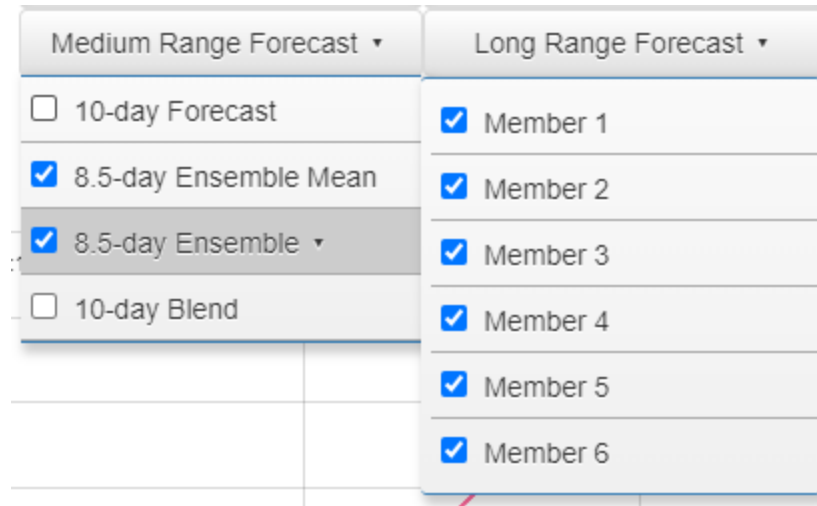 Medium Range Forecast ▾
Long Range Forecast ▾
10-day Forecast
8.5-day Ensemble Mean
8.5-day Ensemble ▾
10-day Blend
Member 1
Member 2
Member 3
Member 4
Member 5
Member 6